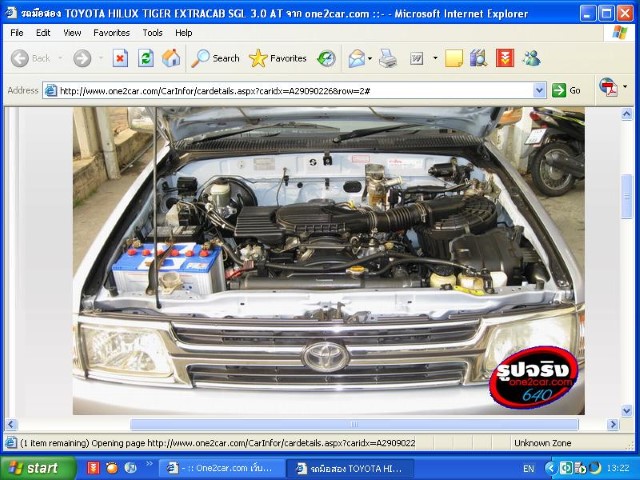 รถมือสอง TOYOTA HILUX TIGER EXTRACAB SGL 3.0 AT จาก one2car.com ::- - Microsoft Internet Explorer
File Edit View Favorites Tools Help
Back Search Favorites
Address http://www.one2car.com/CarInfor/cardetails.aspx?caridx=A29090226&row=2# Go
S
รูปจริง
one2car.com
640
(1 item remaining) Opening page http://www.one2car.com/CarInfor/cardetails.aspx?caridx=A2909022 Unknown Zone
start - :: One2car.com เว็บ... รถมือสอง TOYOTA HI... EN 13:22